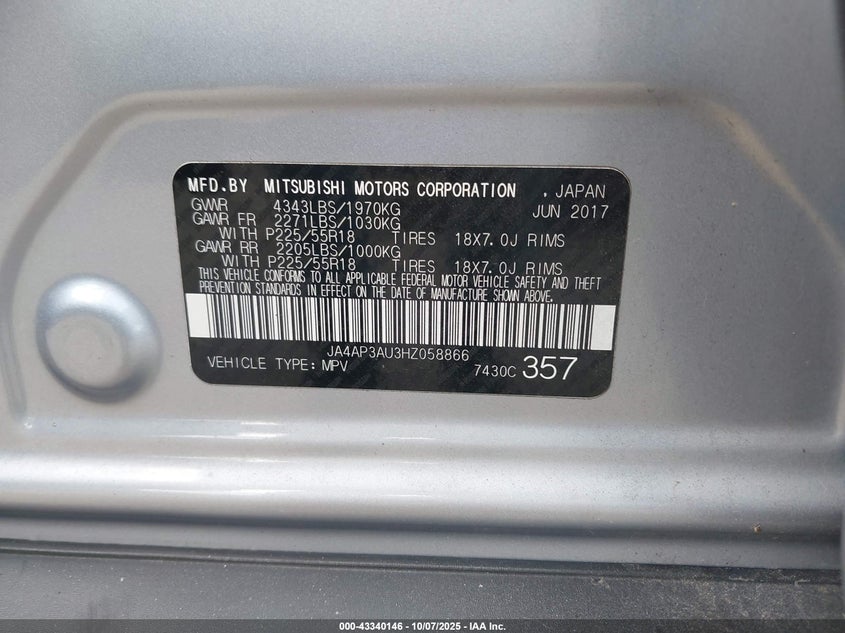 MFD.BY MITSUBISHI MOTORS CORPORATION , JAPAN
GVWR 4343LBS/1970KG JUN 2017
GAWR FR 2271LBS/1030KG
WITH P225/55R18 TIRES 18X7.0J RIMS
GAWR RR 2205LBS/1000KG
WITH P225/55R18 TIRES 18X7.0J RIMS
THIS VEHICLE CONFORMS TO ALL APPLICABLE FEDERAL MOTOR VEHICLE SAFETY AND THEFT
PREVENTION STANDARDS IN EFFECT ON THE DATE OF MANUFACTURE SHOWN ABOVE.
JA4AP3AU3HZ058866
VEHICLE TYPE: MPV 7430C 357
000-43340146 - 10/07/2025 - IAA Inc.